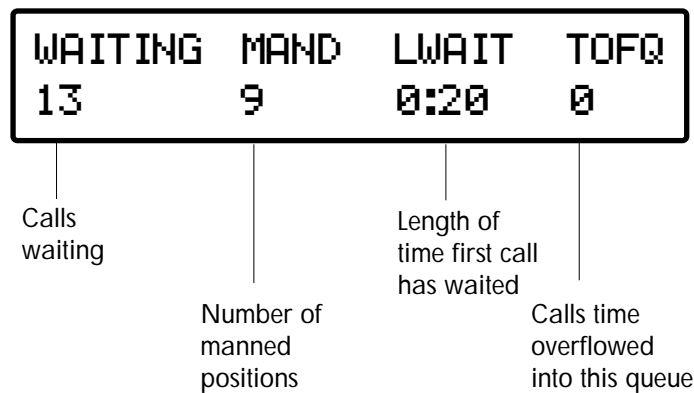 WAITING MAND LWAIT TOFQ
13 9 0:20 0
Calls
waiting
Number of
manned
positions
Length of
time first call
has waited
Calls time
overflowed
into this queue